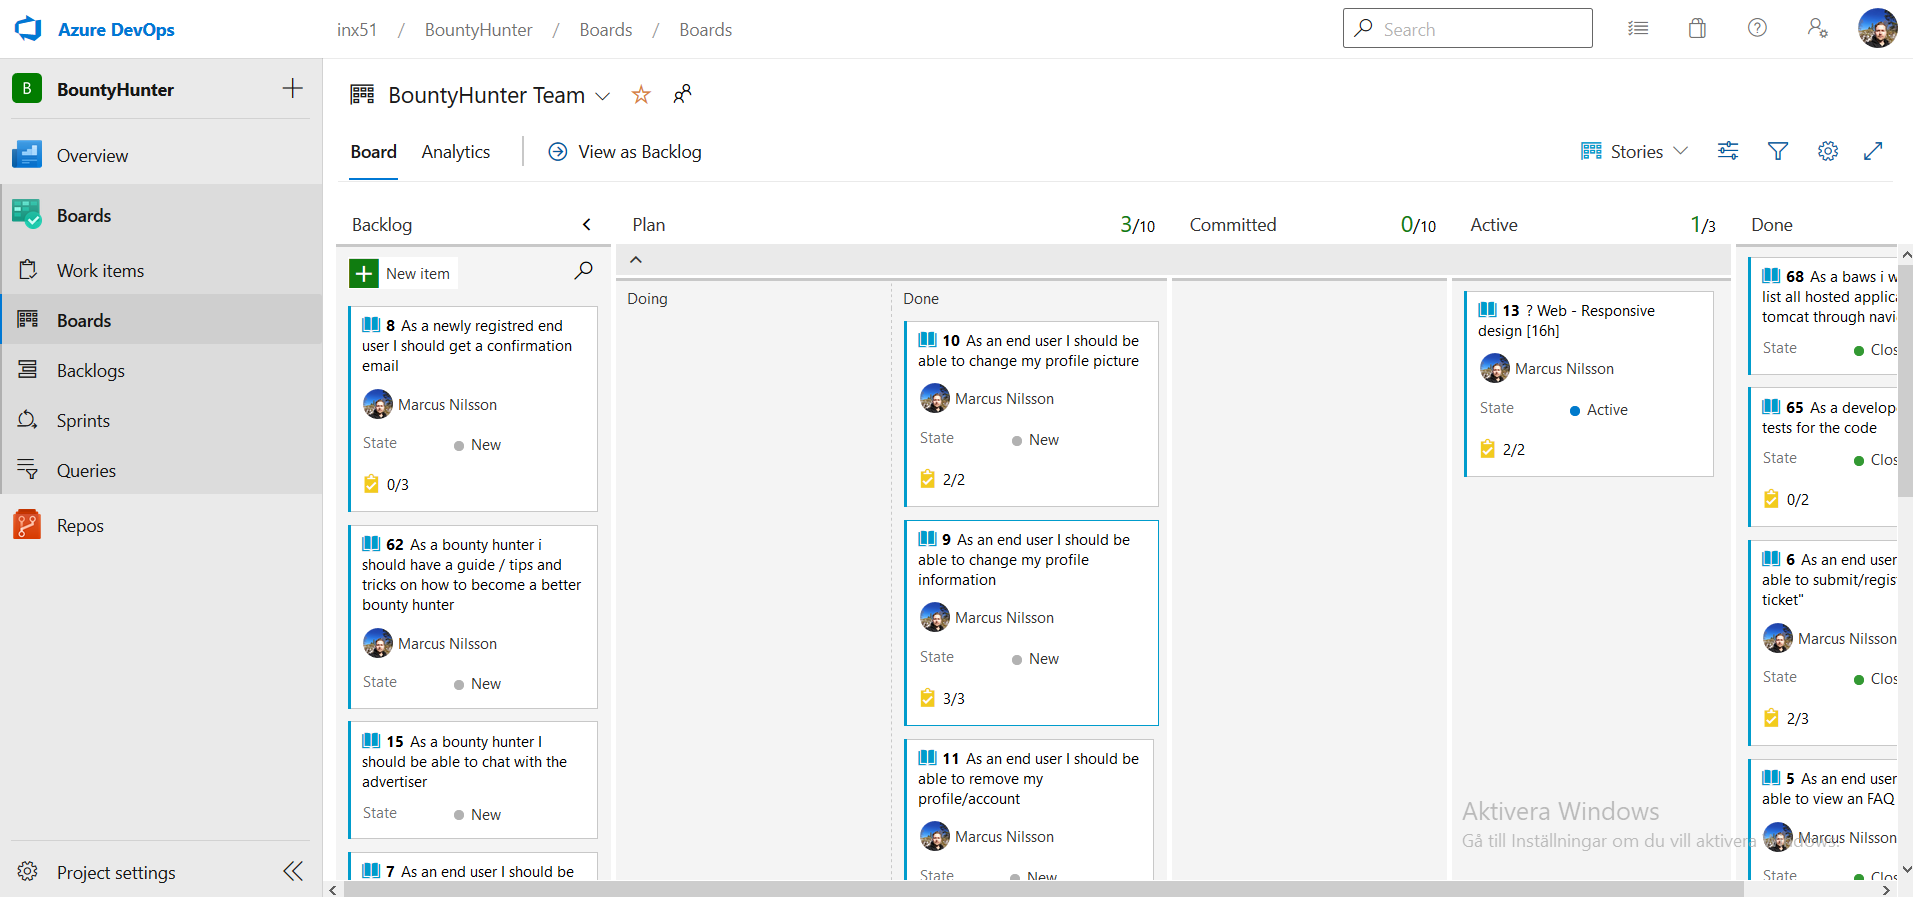 Azure DevOps
inx51 / BountyHunter / Boards / Boards
Search
B BountyHunter
Overview
Boards
Work items
Boards
Backlogs
Sprints
Queries
Repos
Project settings
BountyHunter Team
Board Analytics View as Backlog
Stories
Backlog
New item
8 As a newly registred end
user I should get a confirmation
email
Marcus Nilsson
State New
0/3
62 As a bounty hunter i
should have a guide / tips and
tricks on how to become a better
bounty hunter
Marcus Nilsson
State New
15 As a bounty hunter I
should be able to chat with the
advertiser
State New
7 As an end user I should be
Plan 3/10
Doing
Done
10 As an end user I should be
able to change my profile picture
Marcus Nilsson
State New
2/2
9 As an end user I should be
able to change my profile
information
Marcus Nilsson
State New
3/3
11 As an end user I should be
able to remove my
profile/account
Marcus Nilsson
State New
Committed 0/10
Active 1/3
13 ? Web - Responsive
design [16h]
Marcus Nilsson
State Active
2/2
Done
68 As a baws i w
list all hosted applica
tomcat through navi
State Clos
65 As a develop
tests for the code
State Clos
0/2
6 As an end user
able to submit/regis
ticket"
Marcus Nilsson
State Clos
2/3
5 As an end user
able to view an FAQ
Marcus Nilsson
State Clos
Aktivera Windows
Gå till Inställningar om du vill aktivera Windows.